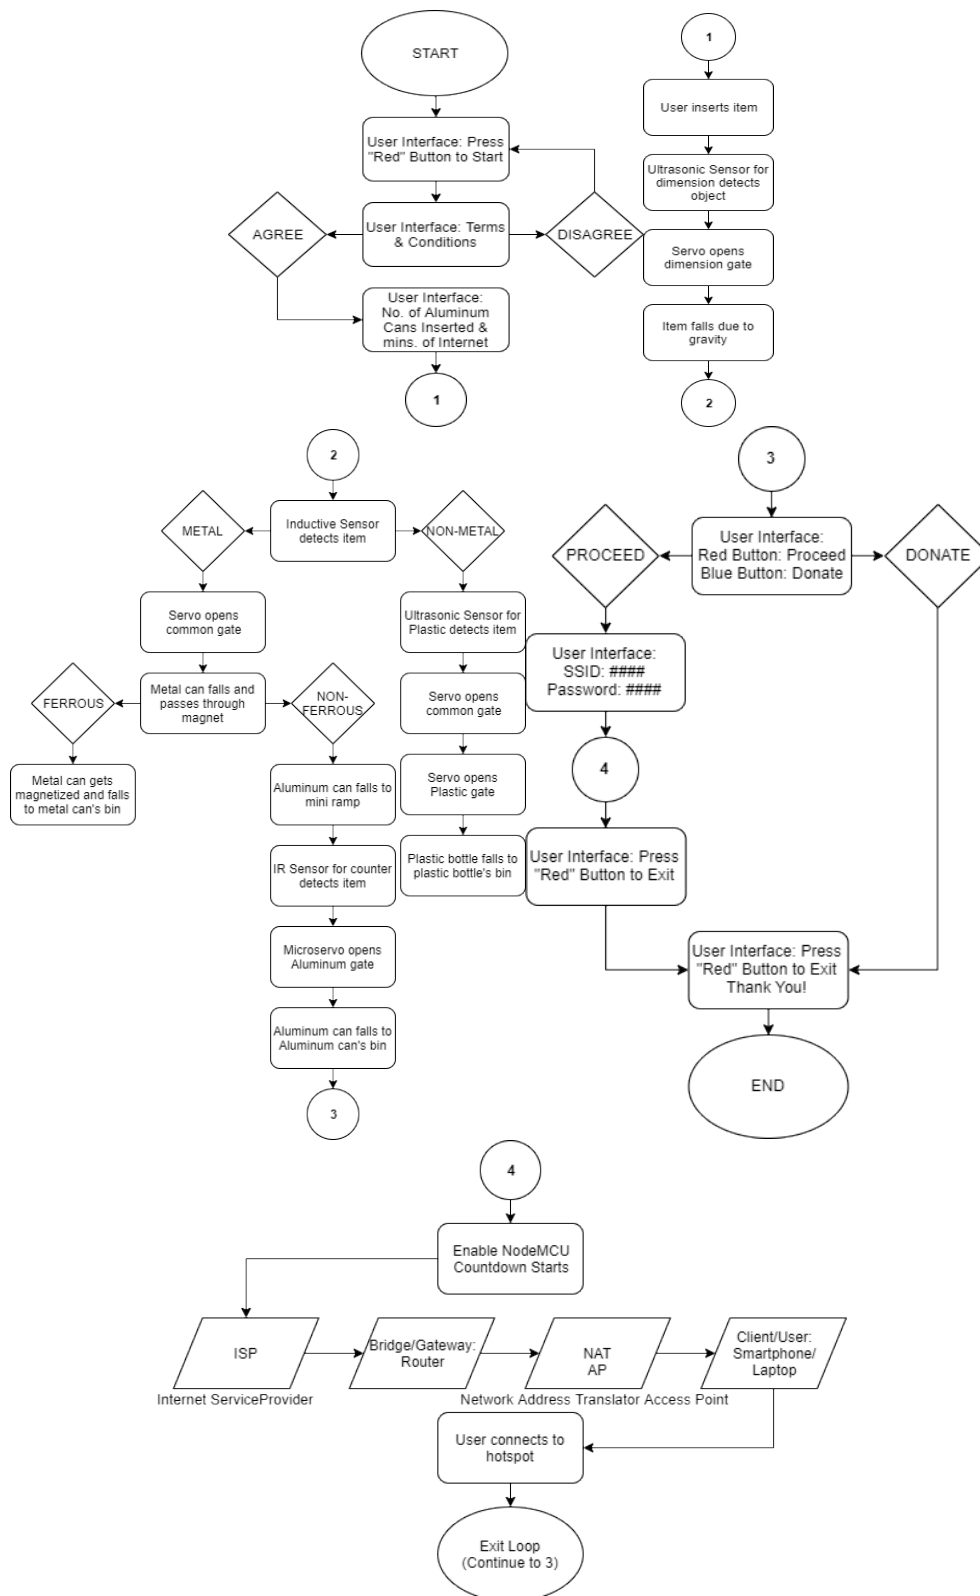 START
User Interface: Press
"Red" Button to Start
AGREE
User Interface: Terms
& Conditions
DISAGREE
User Interface:
No. of Aluminum
Cans Inserted &
mins. of Internet
1
1
User inserts item
Ultrasonic Sensor for
dimension detects
object
Servo opens
dimension gate
Item falls due to
gravity
2
2
METAL
Inductive Sensor
detects item
NON-METAL
Servo opens
common gate
FERROUS
Metal can falls and
passes through
magnet
NON-
FERROUS
Metal can gets
magnetized and falls
to metal can's bin
Aluminum can falls to
mini ramp
IR Sensor for counter
detects item
Microservo opens
Aluminum gate
Aluminum can falls to
Aluminum can's bin
3
Ultrasonic Sensor for
Plastic detects item
Servo opens
common gate
Servo opens
Plastic gate
Plastic bottle falls to
plastic bottle's bin
3
PROCEED
User Interface:
Red Button: Proceed
Blue Button: Donate
DONATE
User Interface:
SSID: ####
Password: ####
4
User Interface: Press
"Red" Button to Exit
User Interface: Press
"Red" Button to Exit
Thank You!
END
4
Enable NodeMCU
Countdown Starts
ISP
Internet ServiceProvider
Bridge/Gateway:
Router
NAT
AP
Network Address Translator Access Point
Client/User:
Smartphone/
Laptop
User connects to
hotspot
Exit Loop
(Continue to 3)